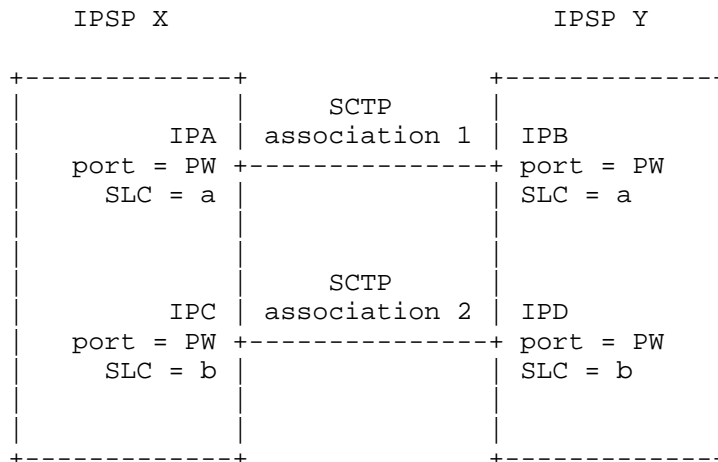 IPSP X IPSP Y
SCTP
IPA association 1 IPB
port = PW port = PW
SLC = a SLC = a
SCTP
IPC association 2 IPD
port = PW port = PW
SLC = b SLC = b